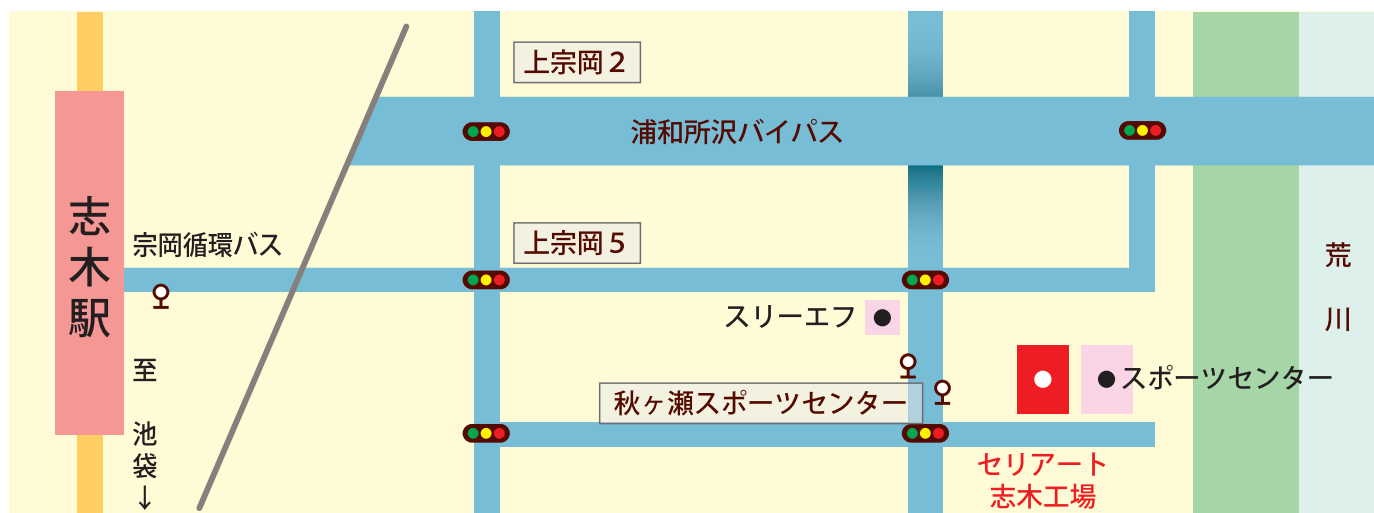 上宗岡2
浦和所沢バイパス
志木駅
宗岡循環バス
上宗岡5
荒川
スリーエフ
至 池袋↓
スポーツセンター
秋ヶ瀬スポーツセンター
セリアート
志木工場